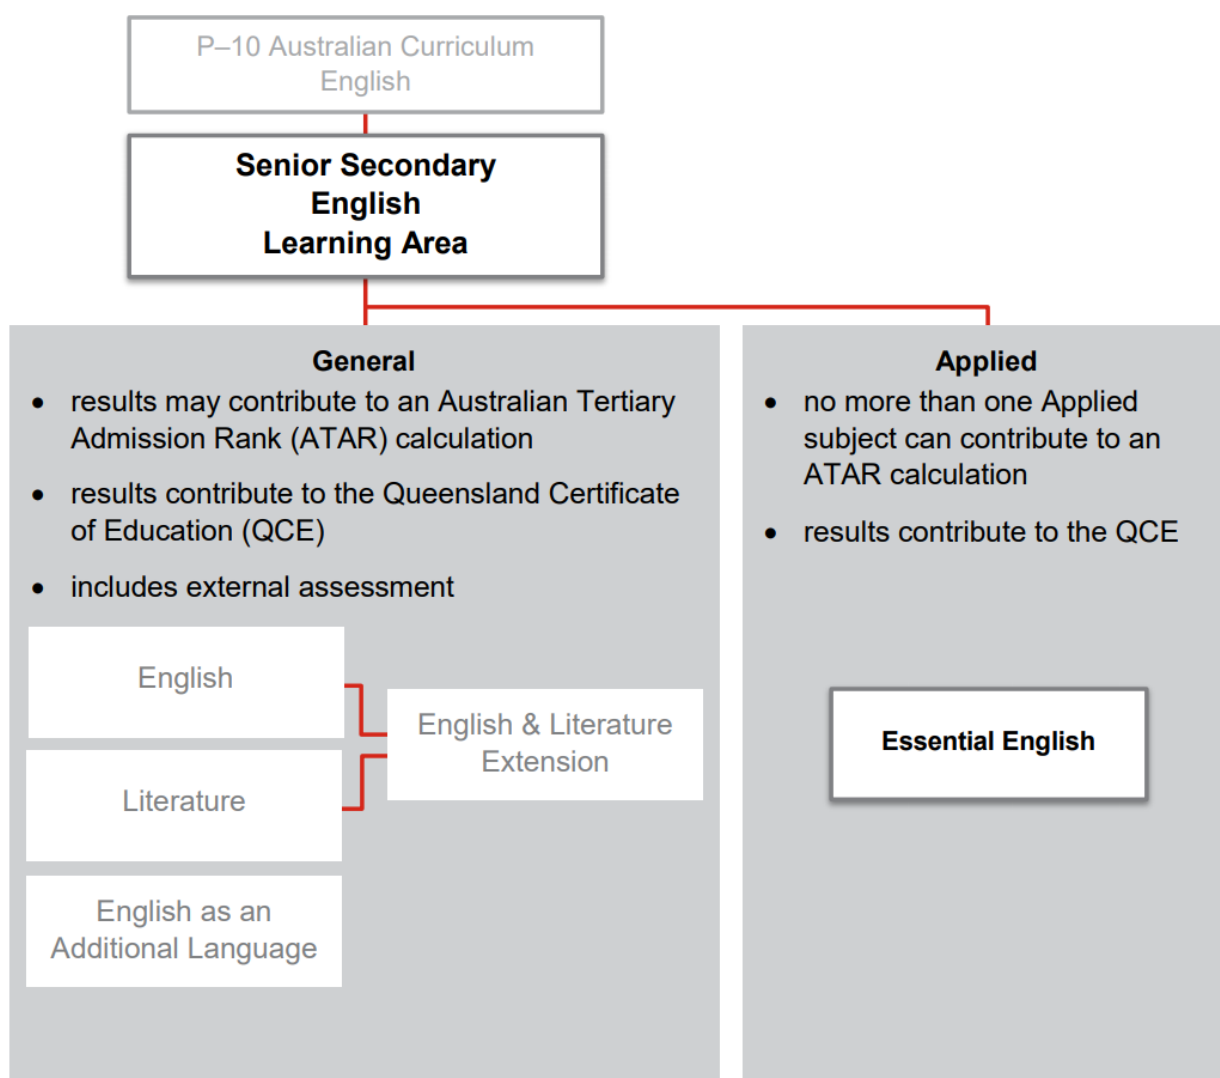 P–10 Australian Curriculum
English
Senior Secondary
English
Learning Area
General
• results may contribute to an Australian Tertiary
Admission Rank (ATAR) calculation
• results contribute to the Queensland Certificate
of Education (QCE)
• includes external assessment
English
Literature
English as an
Additional Language
English & Literature
Extension
Applied
• no more than one Applied
subject can contribute to an
ATAR calculation
• results contribute to the QCE
Essential English